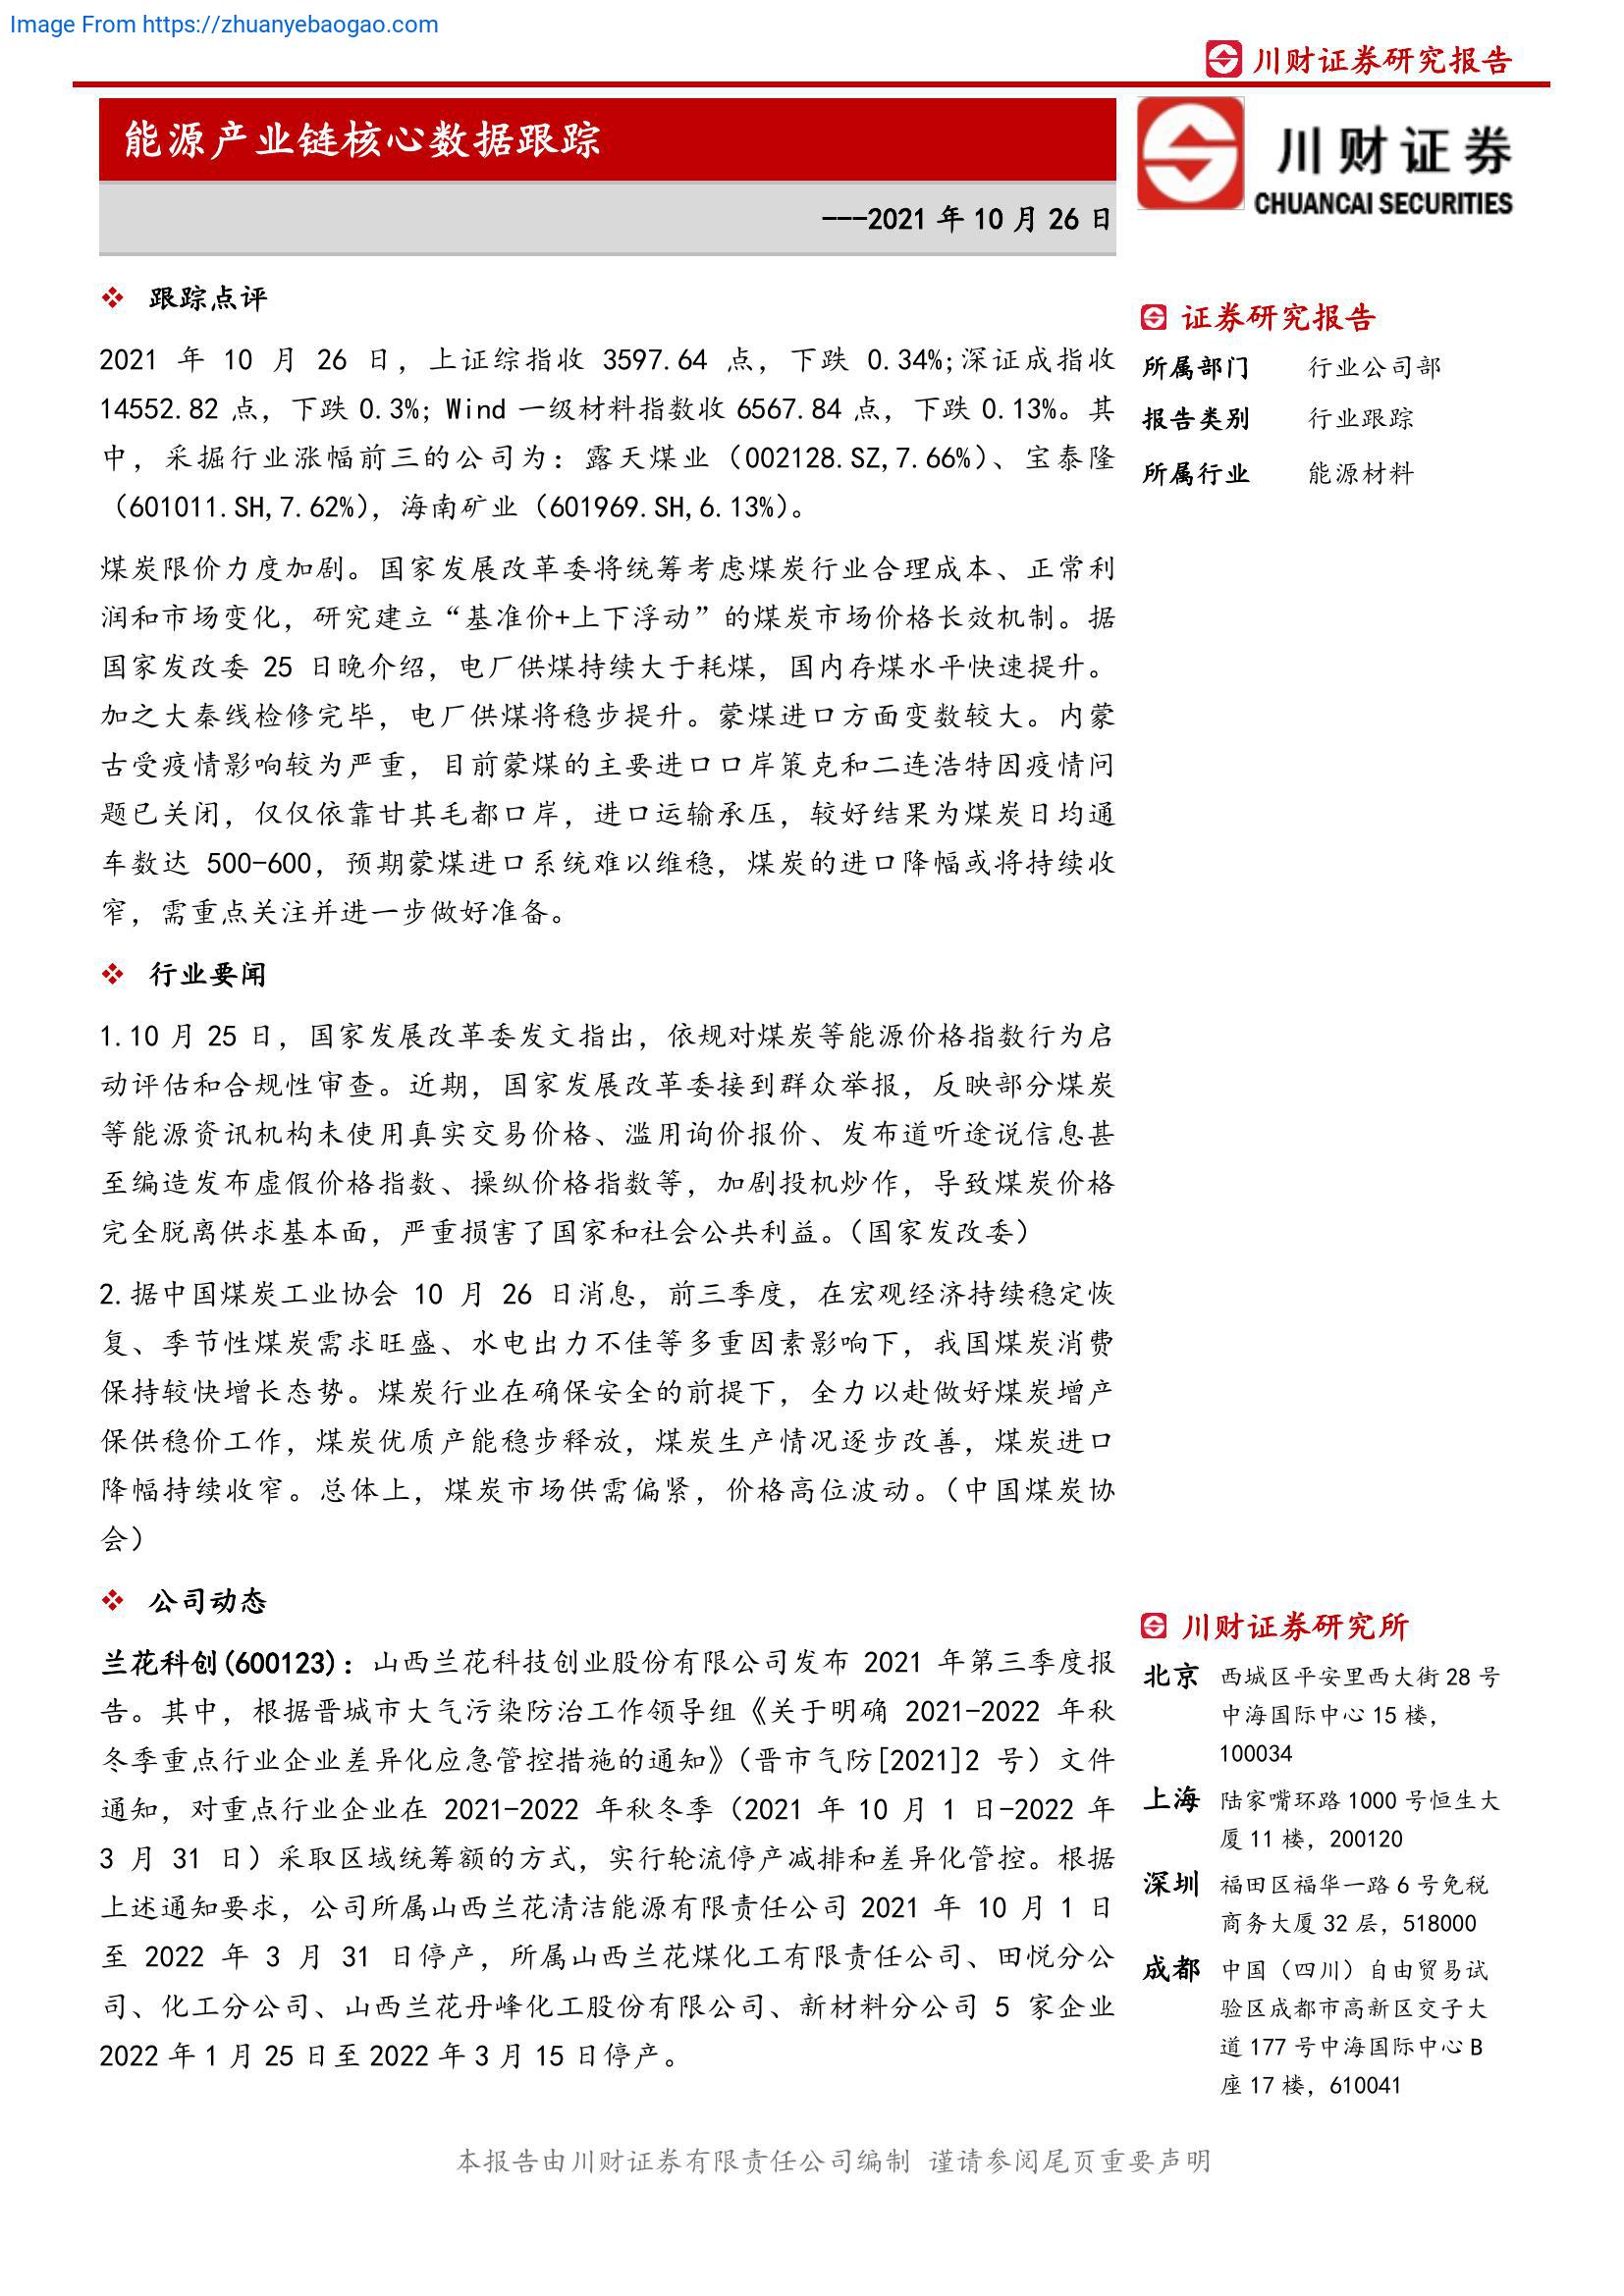 Image From https://zhuanyebaogao.com
川财证券研究报告
能源产业链核心数据跟踪
川财证券
CHUANCAI SECURITIES
---2021 年 10 月 26 日
跟踪点评
2021 年 10 月 26 日，上证综指收 3597.64 点，下跌 0.34%;深证成指收
14552.82 点，下跌 0.3%; Wind 一级材料指数收 6567.84 点，下跌 0.13%。其
中，采掘行业涨幅前三的公司为：露天煤业（002128.SZ,7.66%）、宝泰隆
（601011.SH,7.62%），海南矿业（601969.SH,6.13%）。
煤炭限价力度加剧。国家发展改革委将统筹考虑煤炭行业合理成本、正常利
润和市场变化，研究建立“基准价+上下浮动”的煤炭市场价格长效机制。据
国家发改委 25 日晚介绍，电厂供煤持续大于耗煤，国内存煤水平快速提升。
加之大秦线检修完毕，电厂供煤将稳步提升。蒙煤进口方面变数较大。内蒙
古受疫情影响较为严重，目前蒙煤的主要进口口岸策克和二连浩特因疫情问
题已关闭，仅仅依靠甘其毛都口岸，进口运输承压，较好结果为煤炭日均通
车数达 500-600，预期蒙煤进口系统难以维稳，煤炭的进口降幅或将持续收
窄，需重点关注并进一步做好准备。
行业要闻
1.10 月 25 日，国家发展改革委发文指出，依规对煤炭等能源价格指数行为启
动评估和合规性审查。近期，国家发展改革委接到群众举报，反映部分煤炭
等能源资讯机构未使用真实交易价格、滥用询价报价、发布道听途说信息甚
至编造发布虚假价格指数、操纵价格指数等，加剧投机炒作，导致煤炭价格
完全脱离供求基本面，严重损害了国家和社会公共利益。（国家发改委）
2.据中国煤炭工业协会 10 月 26 日消息，前三季度，在宏观经济持续稳定恢
复、季节性煤炭需求旺盛、水电出力不佳等多重因素影响下，我国煤炭消费
保持较快增长态势。煤炭行业在确保安全的前提下，全力以赴做好煤炭增产
保供稳价工作，煤炭优质产能稳步释放，煤炭生产情况逐步改善，煤炭进口
降幅持续收窄。总体上，煤炭市场供需偏紧，价格高位波动。（中国煤炭协
会）
公司动态
兰花科创(600123)：山西兰花科技创业股份有限公司发布 2021 年第三季度报
告。其中，根据晋城市大气污染防治工作领导组《关于明确 2021-2022 年秋
冬季重点行业企业差异化应急管控措施的通知》（晋市气防[2021]2 号）文件
通知，对重点行业企业在 2021-2022 年秋冬季（2021 年 10 月 1 日-2022 年
3 月 31 日）采取区域统筹额的方式，实行轮流停产减排和差异化管控。根据
上述通知要求，公司所属山西兰花清洁能源有限责任公司 2021 年 10 月 1 日
至 2022 年 3 月 31 日停产，所属山西兰花煤化工有限责任公司、田悦分公
司、化工分公司、山西兰花丹峰化工股份有限公司、新材料分公司 5 家企业
2022 年 1 月 25 日至 2022 年 3 月 15 日停产。
证券研究报告
所属部门 行业公司部
报告类别 行业跟踪
所属行业 能源材料
川财证券研究所
北京 西城区平安里西大街 28 号
中海国际中心 15 楼，
100034
上海 陆家嘴环路 1000 号恒生大
厦 11 楼，200120
深圳 福田区福华一路 6 号免税
商务大厦 32 层，518000
成都 中国（四川）自由贸易试
验区成都市高新区交子大
道 177 号中海国际中心 B
座 17 楼，610041
本报告由川财证券有限责任公司编制 谨请参阅尾页重要声明